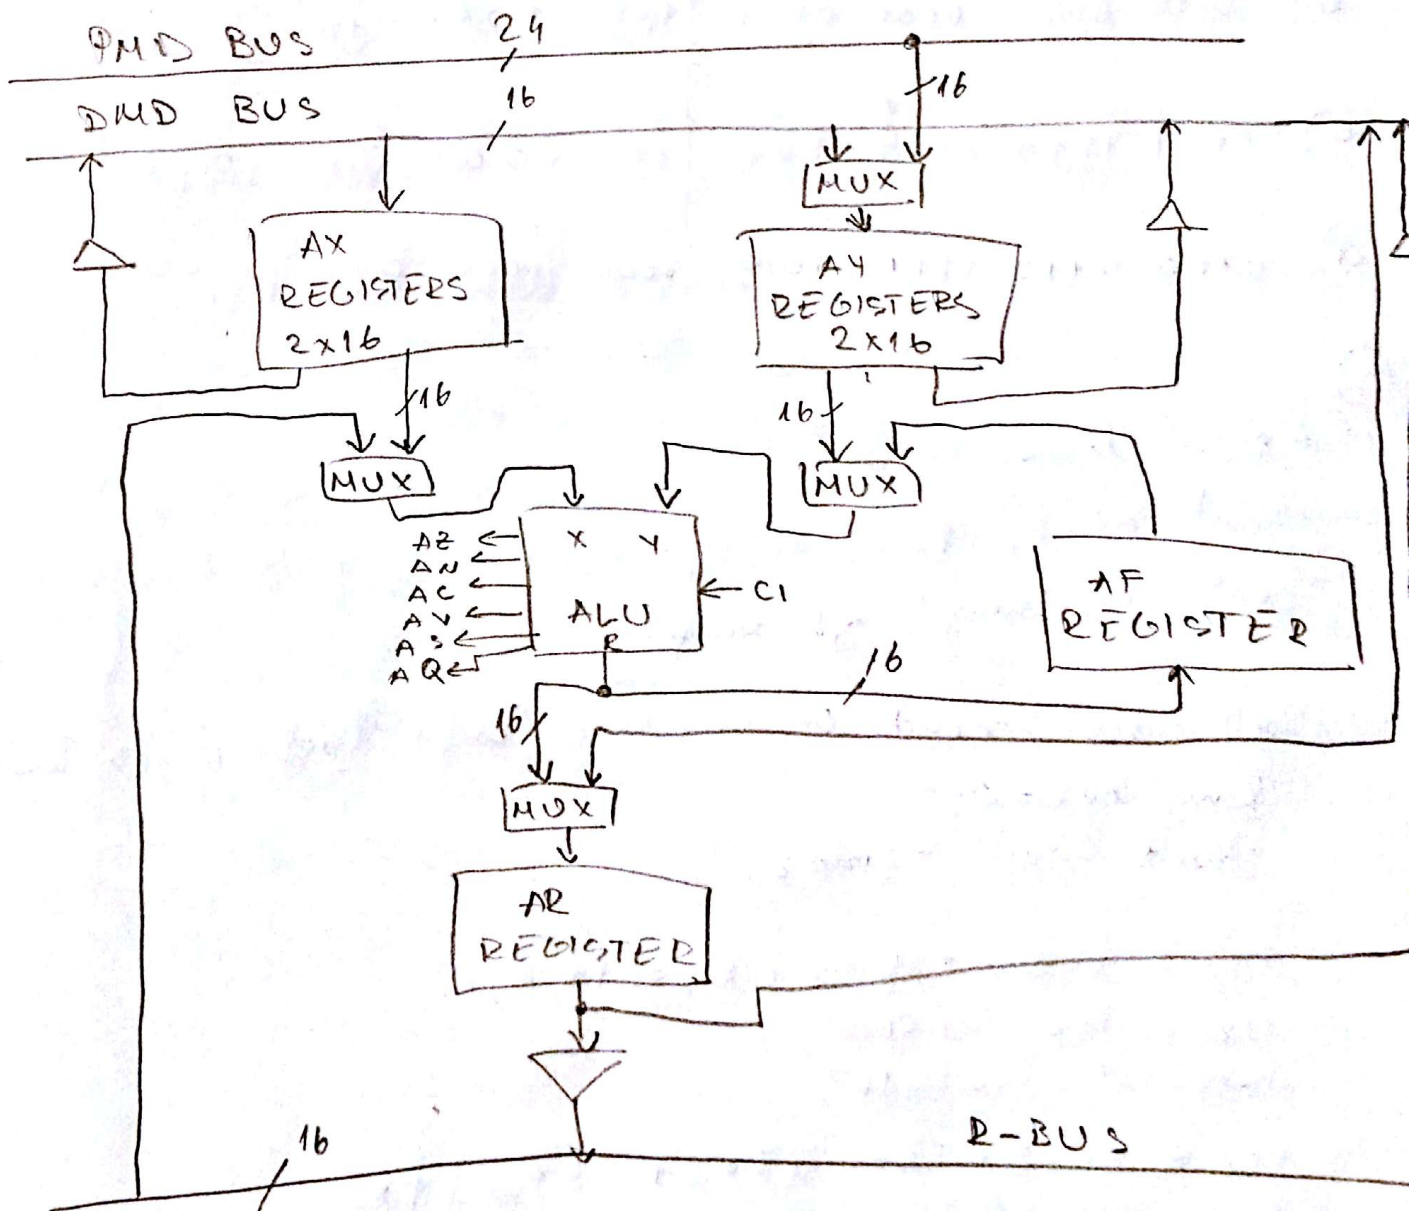 PMD BUS 24
DMD BUS 16
16
MUX
AX
REGISTERS
2x16
AY
REGISTERS
2x16
16
16
MUX
MUX
X Y
ALU
R
AZ
AN
AC
AV
AS
AQ
CI
AF
REGISTER
16
16
MUX
AR
REGISTER
16
R-BUS